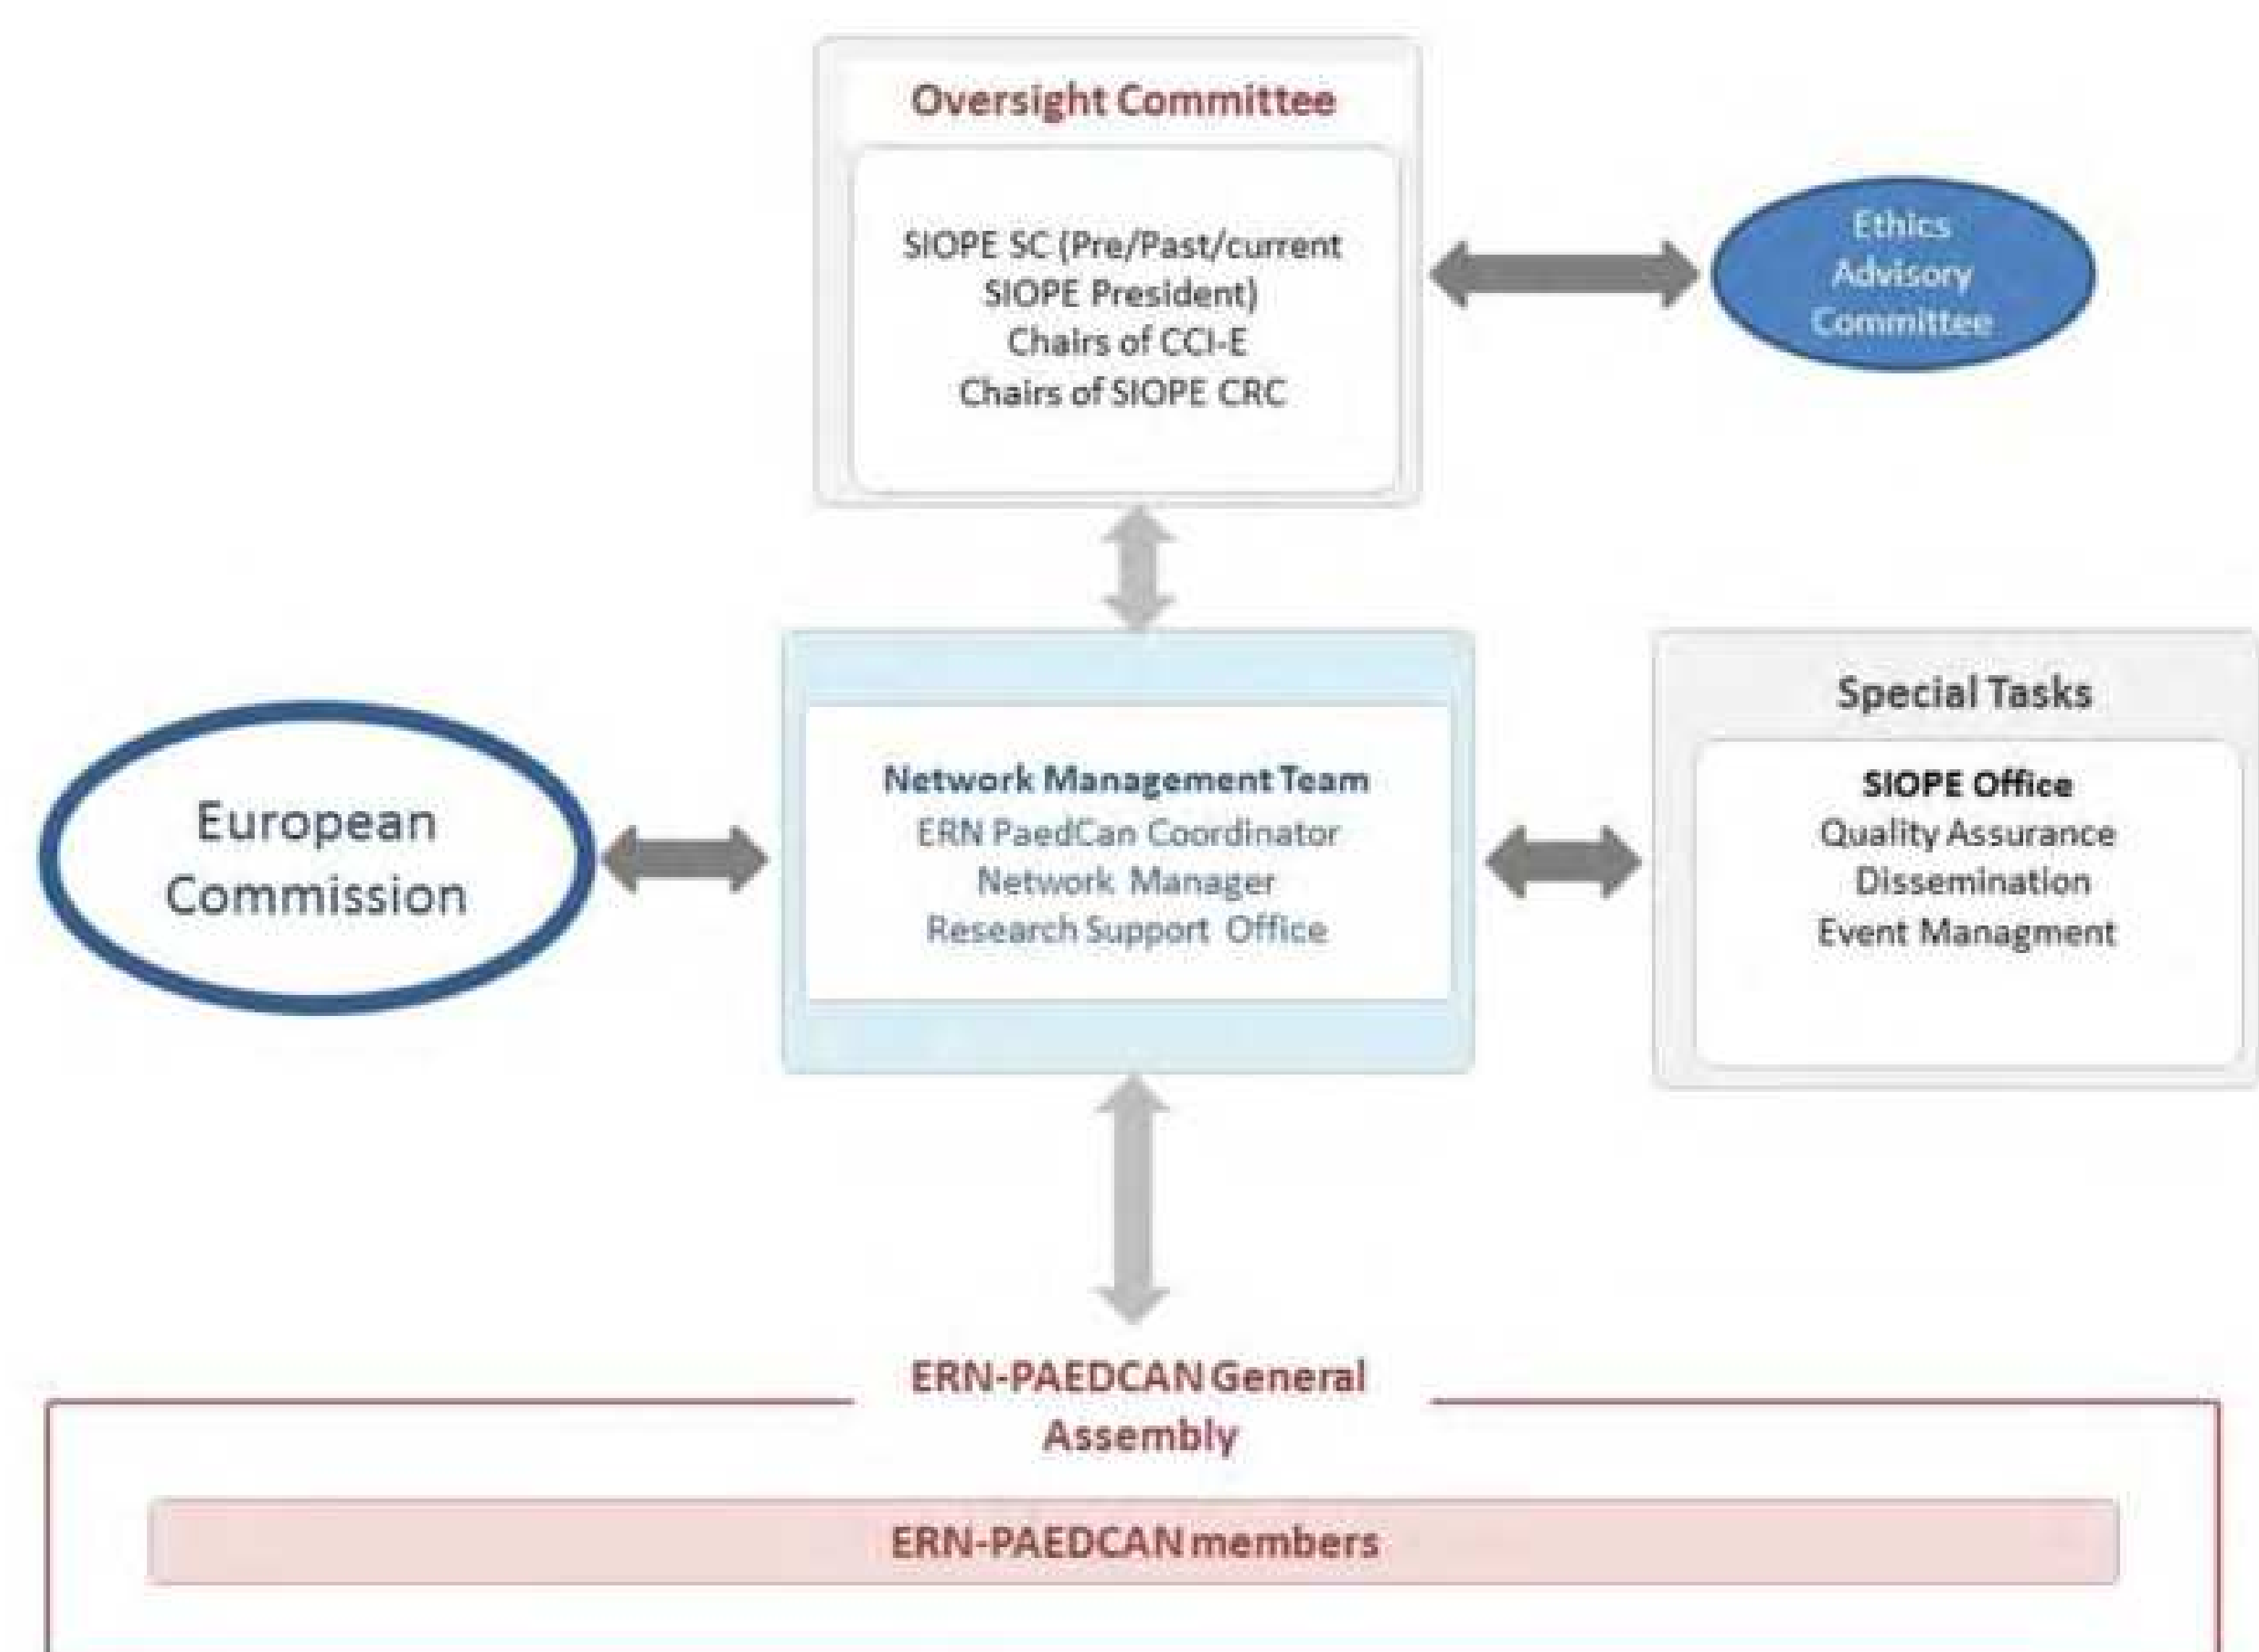 Oversight Committee
SIOPE SC (Pre/Past/current
SIOPE President)
Chairs of CCI-E
Chairs of SIOPE CRC
Ethics
Advisory
Committee
European
Commission
Network Management Team
ERN PaedCan Coordinator
Network Manager
Research Support Office
Special Tasks
SIOPE Office
Quality Assurance
Dissemination
Event Managment
ERN-PAEDCAN General
Assembly
ERN-PAEDCAN members